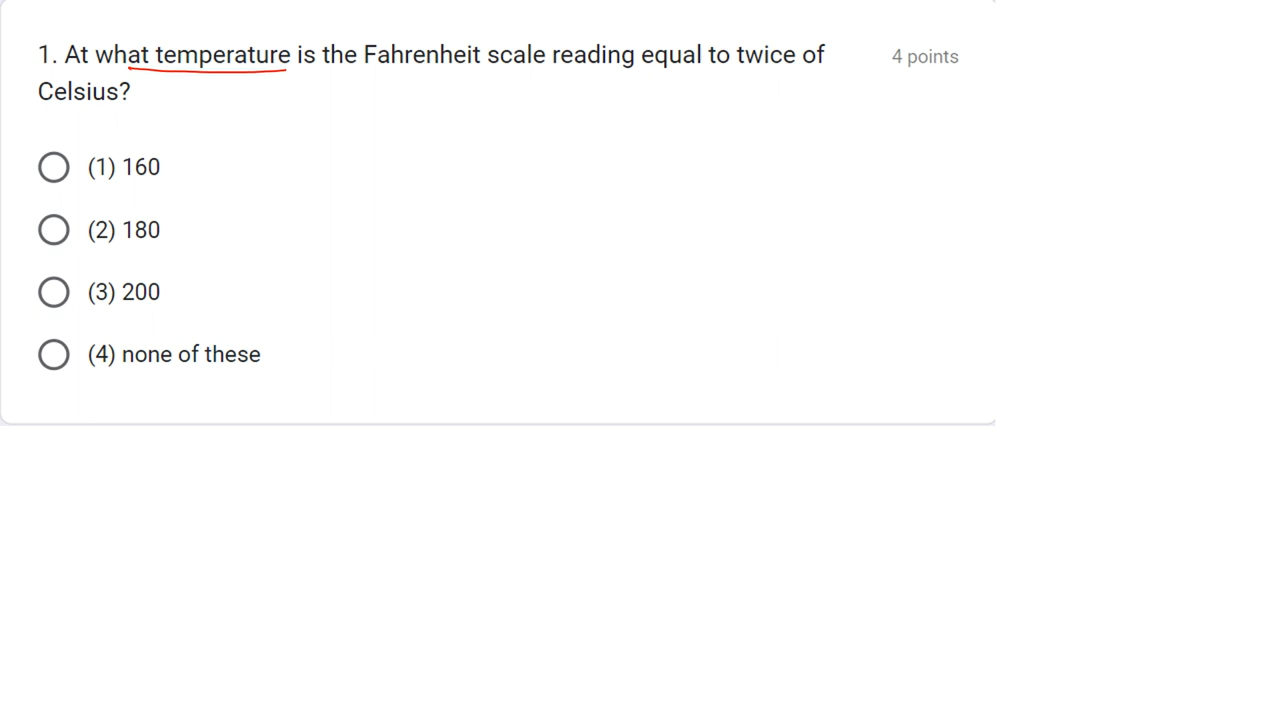 1. At what temperature is the Fahrenheit scale reading equal to twice of
4 points
Celsius?
(1) 160
(2) 180
(3) 200
(4) none of these